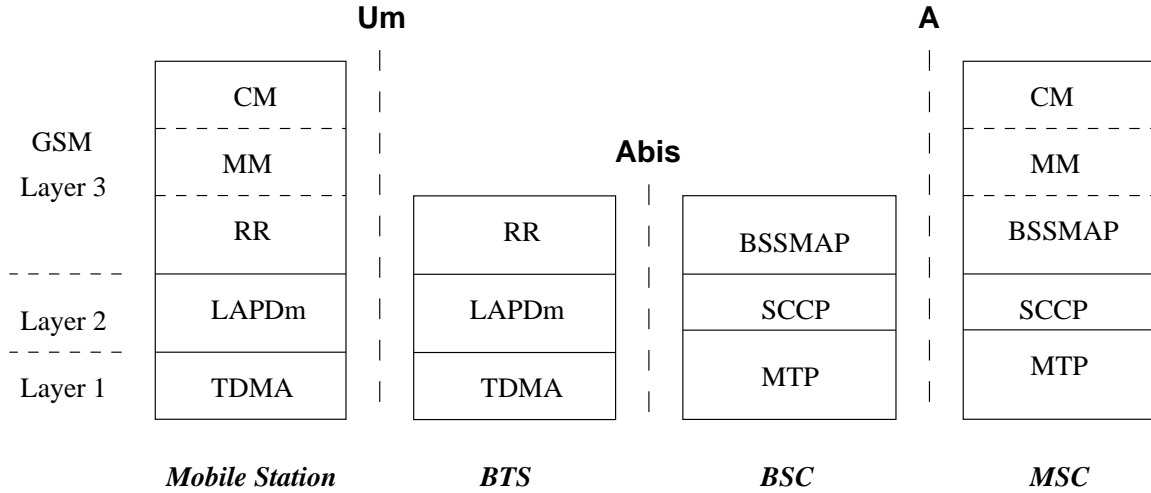 Um
A
Abis
GSM
Layer 3
Layer 2
Layer 1
CM
MM
RR
LAPDm
TDMA
Mobile Station
RR
LAPDm
TDMA
BTS
BSSMAP
SCCP
MTP
BSC
CM
MM
BSSMAP
SCCP
MTP
MSC